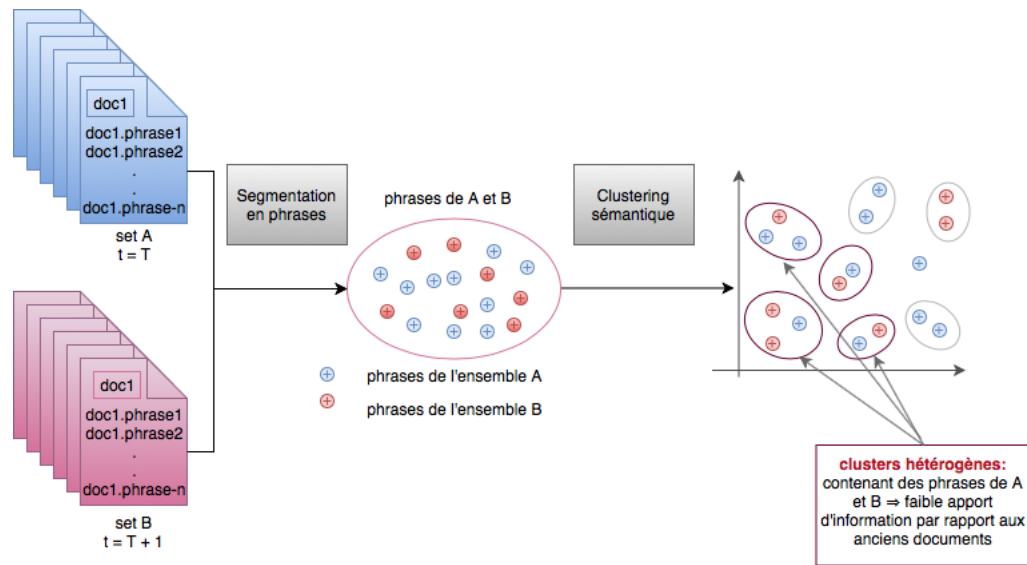 doc1
doc1.phrase1
doc1.phrase2
.
.
doc1.phrase-n
set A
t = T
Segmentation
en phrases
phrases de A et B
Clustering
sémantique
phrases de l'ensemble A
phrases de l'ensemble B
doc1
doc1.phrase1
doc1.phrase2
.
.
doc1.phrase-n
set B
t = T + 1
clusters hétérogènes:
contenant des phrases de A
et B ⇒ faible apport
d'information par rapport aux
anciens documents